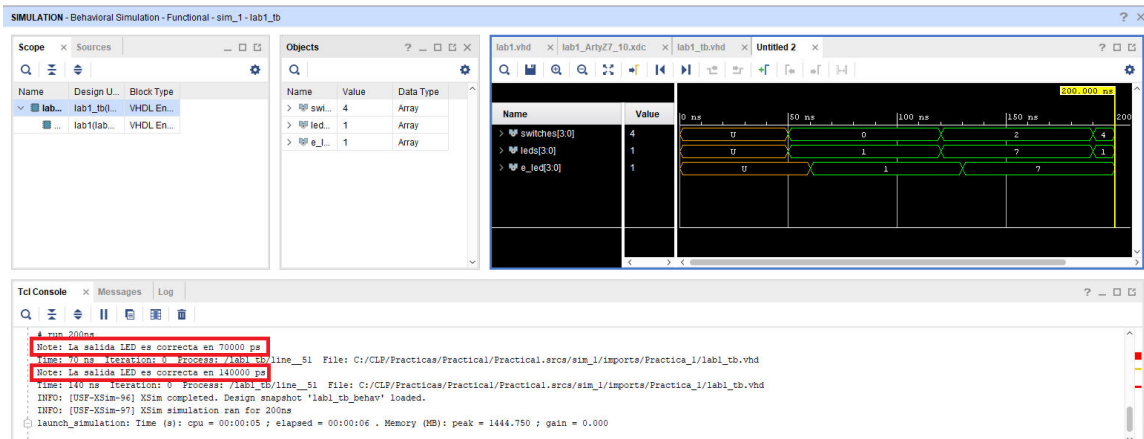 SIMULATION - Behavioral Simulation - Functional - sim_1 - lab1_tb
Scope Sources
Name Design U... Block Type
lab... lab1_tb(l... VHDL En...
... lab1(lab... VHDL En...
Objects
Name Value Data Type
swi... 4 Array
led... 1 Array
e_l... 1 Array
lab1.vhd lab1_ArtyZ7_10.xdc lab1_tb.vhd Untitled 2
200.000 ns
Name Value 0 ns 50 ns 100 ns 150 ns 200
switches[3:0] 4 U 0 2 4
leds[3:0] 1 U 1 7 1
e_led[3:0] 1 U 1 7
Tcl Console Messages Log
# run 200ns
Note: La salida LED es correcta en 70000 ps
Time: 70 ns Iteration: 0 Process: /lab1_tb/line__51 File: C:/CLP/Practicas/Practica1/Practica1.srcs/sim_1/imports/Practica_1/lab1_tb.vhd
Note: La salida LED es correcta en 140000 ps
Time: 140 ns Iteration: 0 Process: /lab1_tb/line__51 File: C:/CLP/Practicas/Practica1/Practica1.srcs/sim_1/imports/Practica_1/lab1_tb.vhd
INFO: [USF-XSim-96] XSim completed. Design snapshot 'lab1_tb_behav' loaded.
INFO: [USF-XSim-97] XSim simulation ran for 200ns
launch_simulation: Time (s): cpu = 00:00:05 ; elapsed = 00:00:06 . Memory (MB): peak = 1444.750 ; gain = 0.000